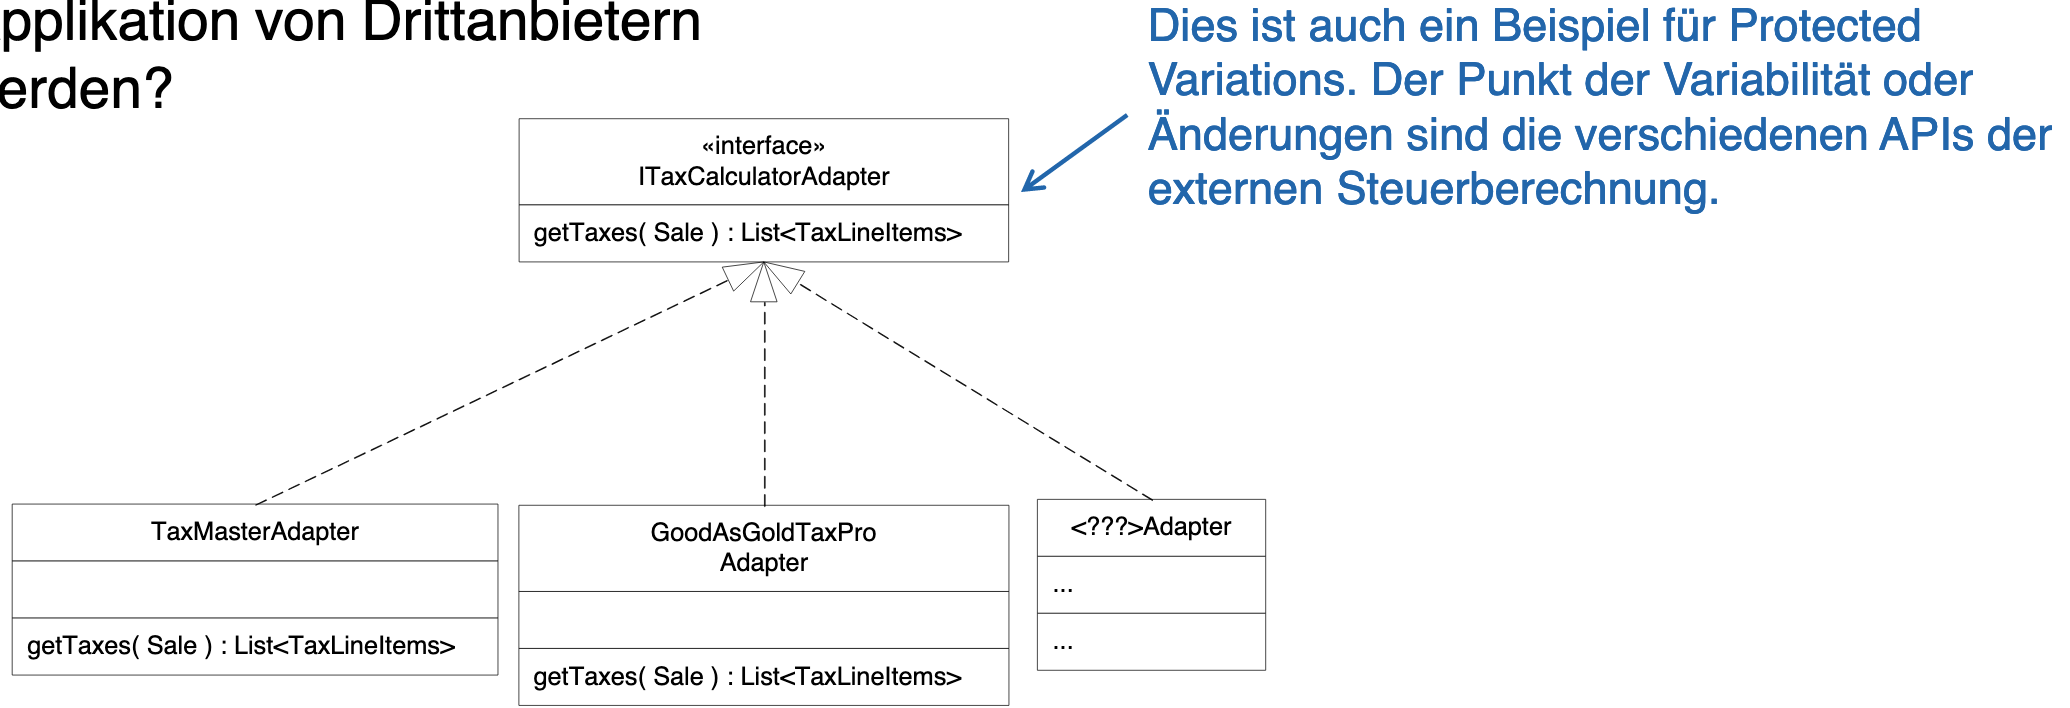 pplikation von Drittanbietern
erden?
Dies ist auch ein Beispiel für Protected
Variations. Der Punkt der Variabilität oder
Änderungen sind die verschiedenen APIs der
externen Steuerberechnung.
«interface»
ITaxCalculatorAdapter
getTaxes( Sale ) : List<TaxLineItems>
TaxMasterAdapter
getTaxes( Sale ) : List<TaxLineItems>
GoodAsGoldTaxPro
Adapter
getTaxes( Sale ) : List<TaxLineItems>
<???>Adapter
...
...